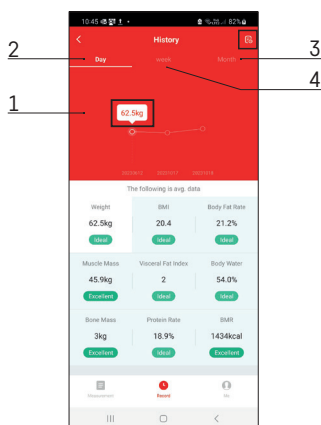 10:45
82%
2
History
3
Day
week
Month
4
1
62.5kg
20221017
20221018
The following is avg. data
Weight
BMI
Body Fat Rate
62.5kg
20.4
21.2%
Ideal
Ideal
Ideal
Muscle Mass
Visceral Fat Index
Body Water
45.9kg
2
54.0%
Excellent
Ideal
Ideal
Bone Mass
Protein Rate
BMR
3kg
18.9%
1434kcal
Excellent
Ideal
Excellent
Measurement
Record
Me